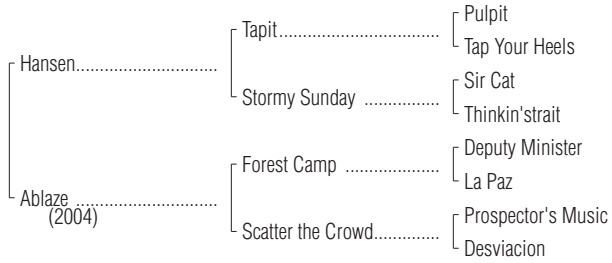 Pulpit
Tapit
Tap Your Heels
Hansen
Sir Cat
Stormy Sunday
Thinkin'strait
Deputy Minister
Forest Camp
La Paz
Ablaze
(2004)
Prospector's Music
Scatter the Crowd
Desviacion